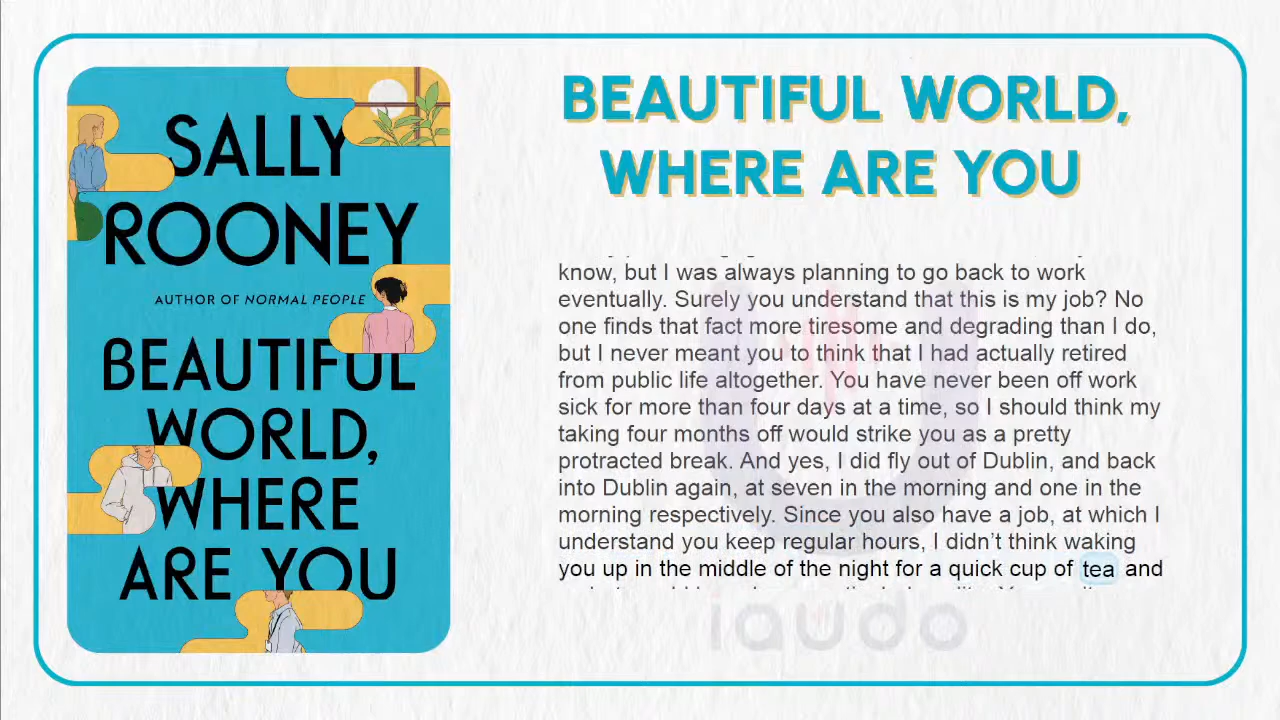 SALLY
ROONEY
AUTHOR OF NORMAL PEOPLE
BEAUTIFUL
WORLD,
WHERE
ARE YOU
BEAUTIFUL WORLD,
WHERE ARE YOU
know, but I was always planning to go back to work
eventually. Surely you understand that this is my job? No
one finds that fact more tiresome and degrading than I do,
but I never meant you to think that I had actually retired
from public life altogether. You have never been off work
sick for more than four days at a time, so I should think my
taking four months off would strike you as a pretty
protracted break. And yes, I did fly out of Dublin, and back
into Dublin again, at seven in the morning and one in the
morning respectively. Since you also have a job, at which I
understand you keep regular hours, I didn’t think waking
you up in the middle of the night for a quick cup of tea and
iaudo